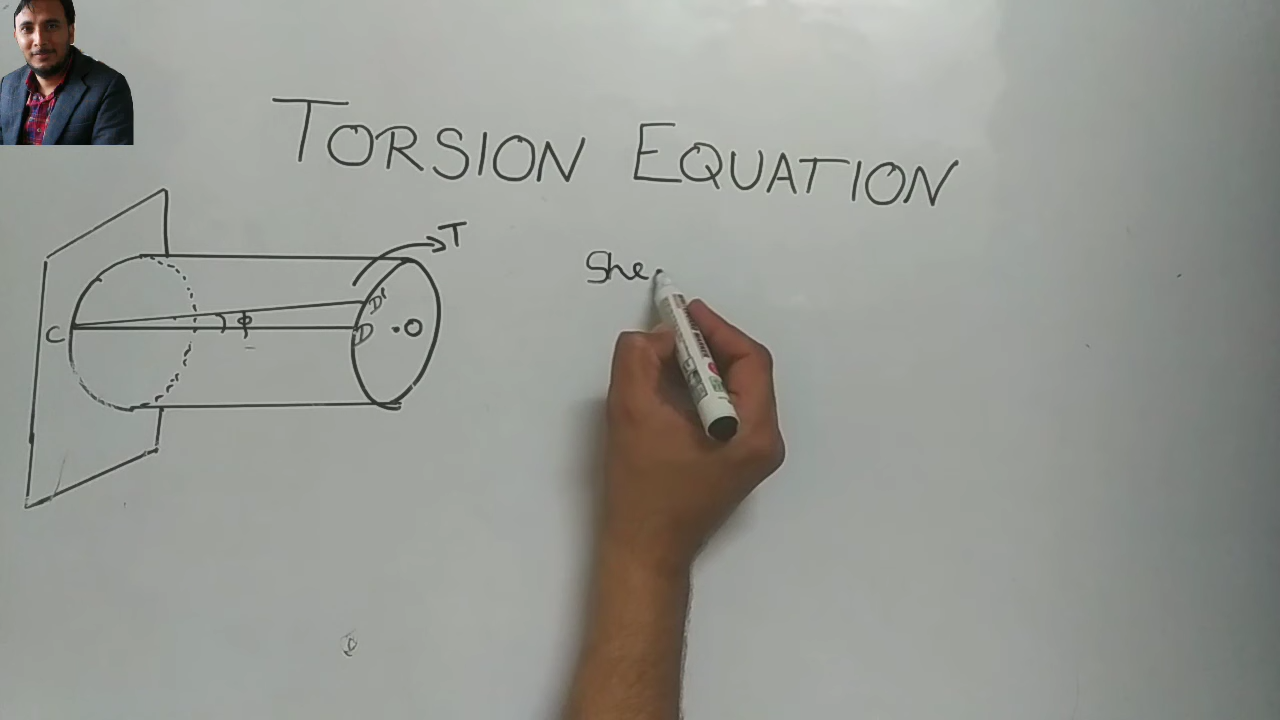 TORSION EQUATION
T
She
D'
C
Φ
D
.O